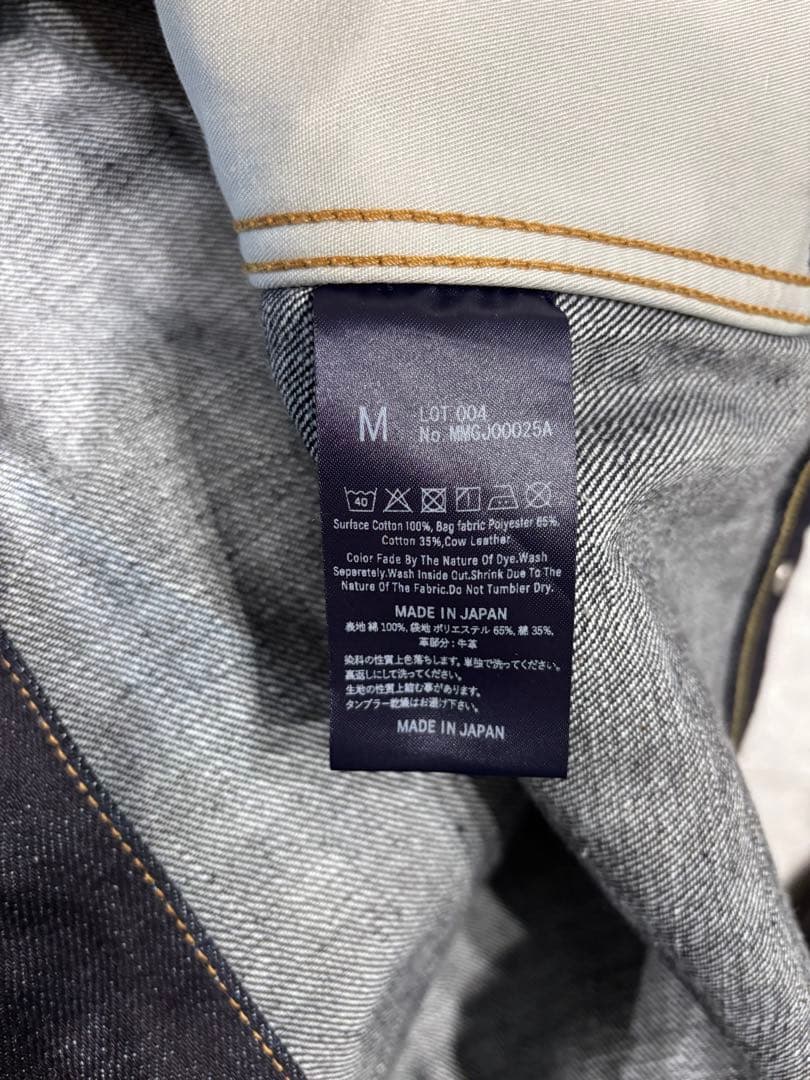 M
LOT 004
No MMGJ00025A
40
Surface Cotton 100%, Bag fabric Polyester 65%,
Cotton 35%,Cow Leather
Color Fade By The Nature Of Dye.Wash
Seperately.Wash Inside Out.Shrink Due To The
Nature Of The Fabric.Do Not Tumbler Dry.
MADE IN JAPAN
表地 綿 100%, 袋地 ポリエステル 65%, 綿 35%,
革部分：牛革
染料の性質上色落ちします。単独で洗ってください。
裏返しにして洗ってください。
生地の性質上縮む事があります。
タンブラー乾燥はお避け下さい。
MADE IN JAPAN